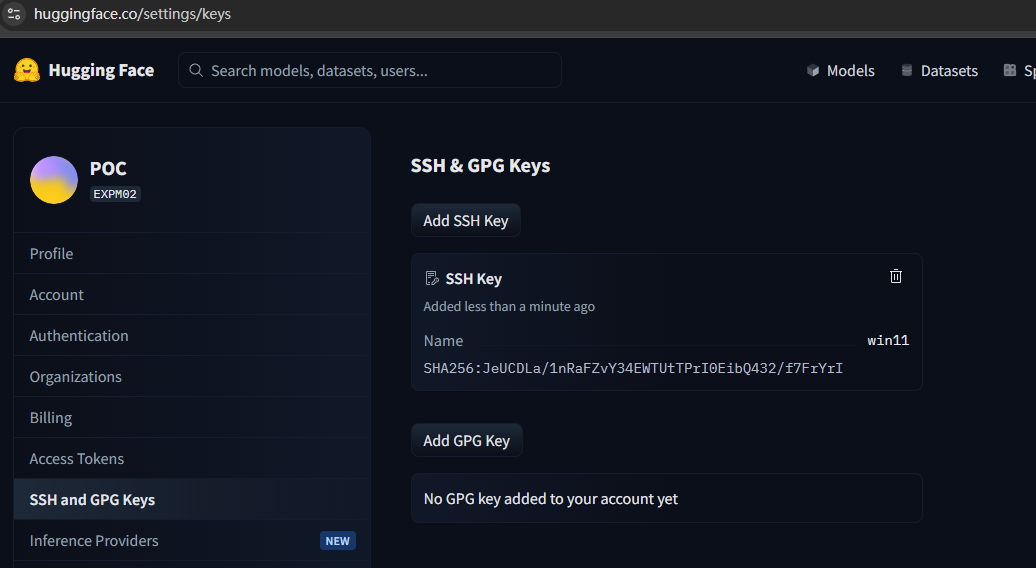 huggingface.co/settings/keys
Hugging Face
Search models, datasets, users...
Models
Datasets
POC
EXPM02
Profile
Account
Authentication
Organizations
Billing
Access Tokens
SSH and GPG Keys
Inference Providers NEW
SSH & GPG Keys
Add SSH Key
SSH Key
Added less than a minute ago
Name win11
SHA256:JeUCDLa/1nRaFZvY34EWTUtTPrI0EibQ432/f7FrYrI
Add GPG Key
No GPG key added to your account yet